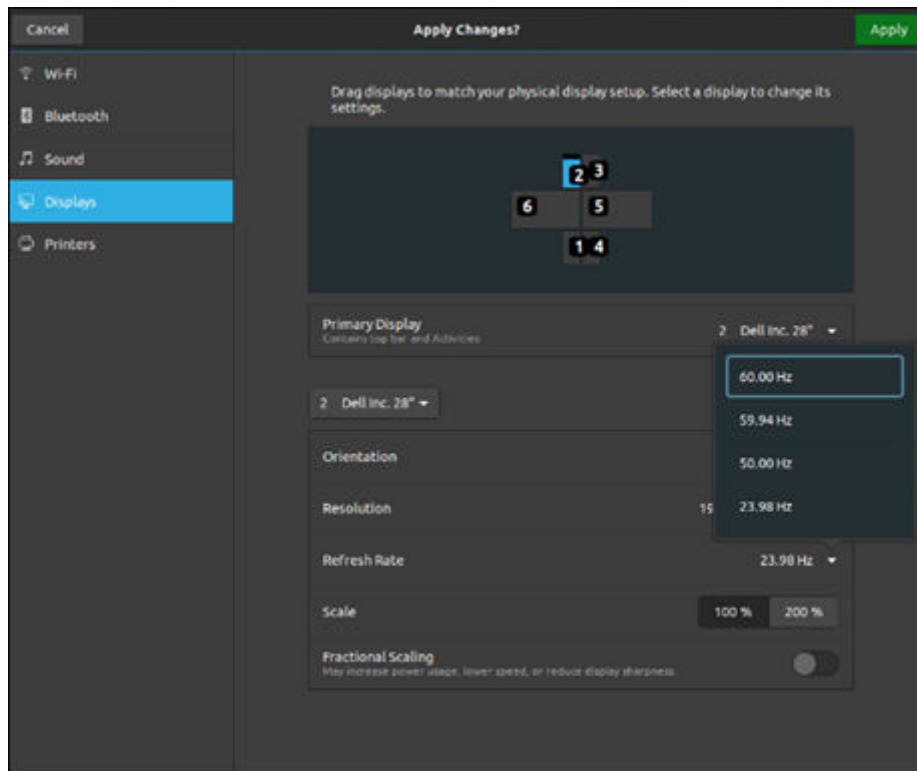 Cancel
Apply Changes?
Apply
Wi-Fi
Bluetooth
Sound
Displays
Printers
Drag displays to match your physical display setup. Select a display to change its
settings.
2 3
6 5
1 4
Primary Display
Contains top bar and Activities
2 Dell Inc. 28"
60.00 Hz
59.94 Hz
50.00 Hz
23.98 Hz
2 Dell Inc. 28"
Orientation
Resolution
19
Refresh Rate
23.98 Hz
Scale
100 %
200 %
Fractional Scaling
May increase power usage, lower speed, or reduce display sharpness.